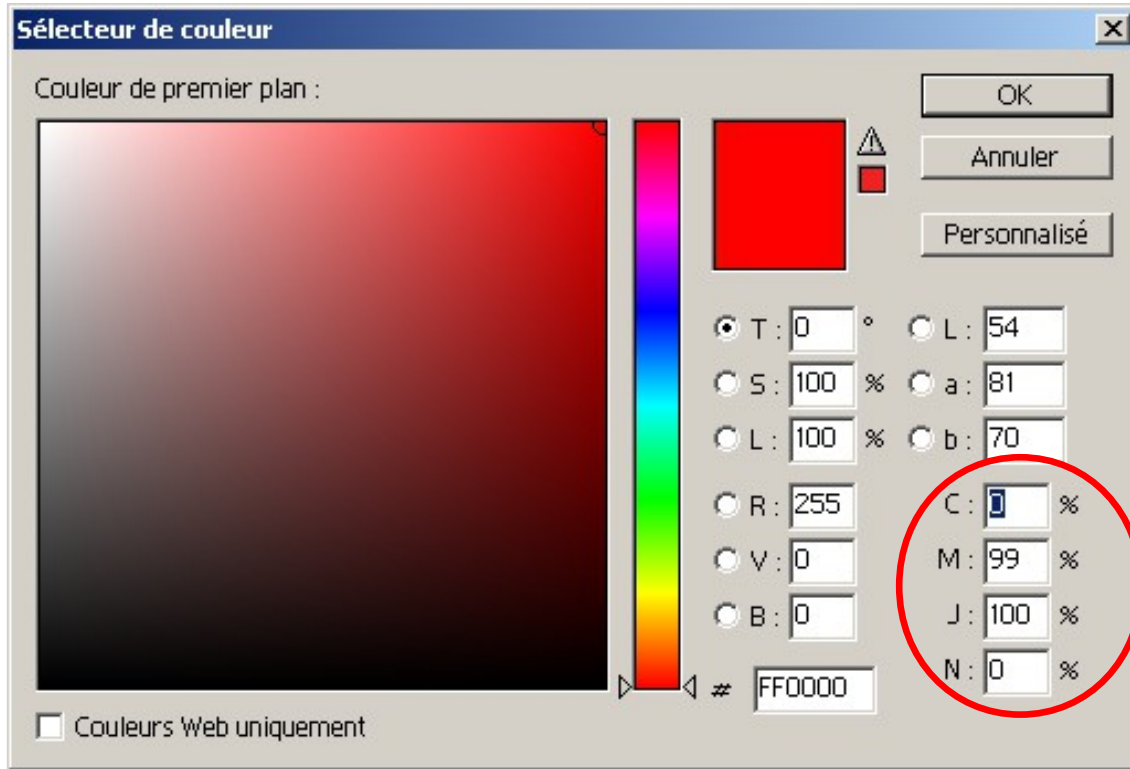 Sélecteur de couleur
Couleur de premier plan :
OK
Annuler
Personnalisé
T : 0 °
S : 100 %
L : 100 %
L : 54
a : 81
b : 70
R : 255
V : 0
B : 0
# FF0000
C : 0 %
M : 99 %
J : 100 %
N : 0 %
Couleurs Web uniquement